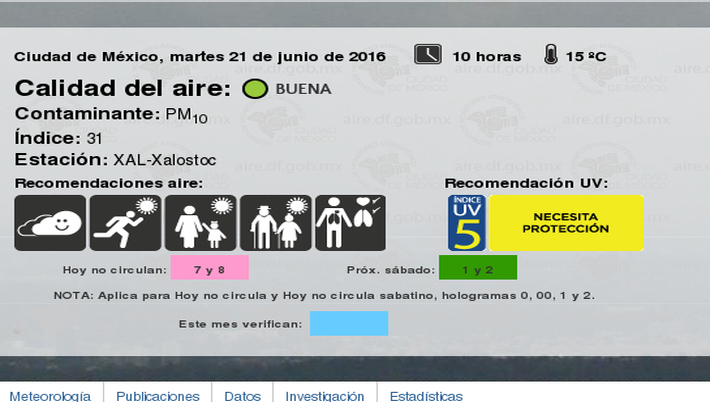 Ciudad de México, martes 21 de junio de 2016 10 horas 15 ºC
Calidad del aire: BUENA
Contaminante: PM10
Índice: 31
Estación: XAL-Xalostoc
Recomendaciones aire: Recomendación UV:
ÍNDICE
UV
5
NECESITA
PROTECCIÓN
Hoy no circulan: 7 y 8 Próx. sábado: 1 y 2
NOTA: Aplica para Hoy no circula y Hoy no circula sabatino, hologramas 0, 00, 1 y 2.
Este mes verifican:
Meteorología Publicaciones Datos Investigación Estadísticas
aire.df.gob.mx
CIUDAD
DE MÉXICO